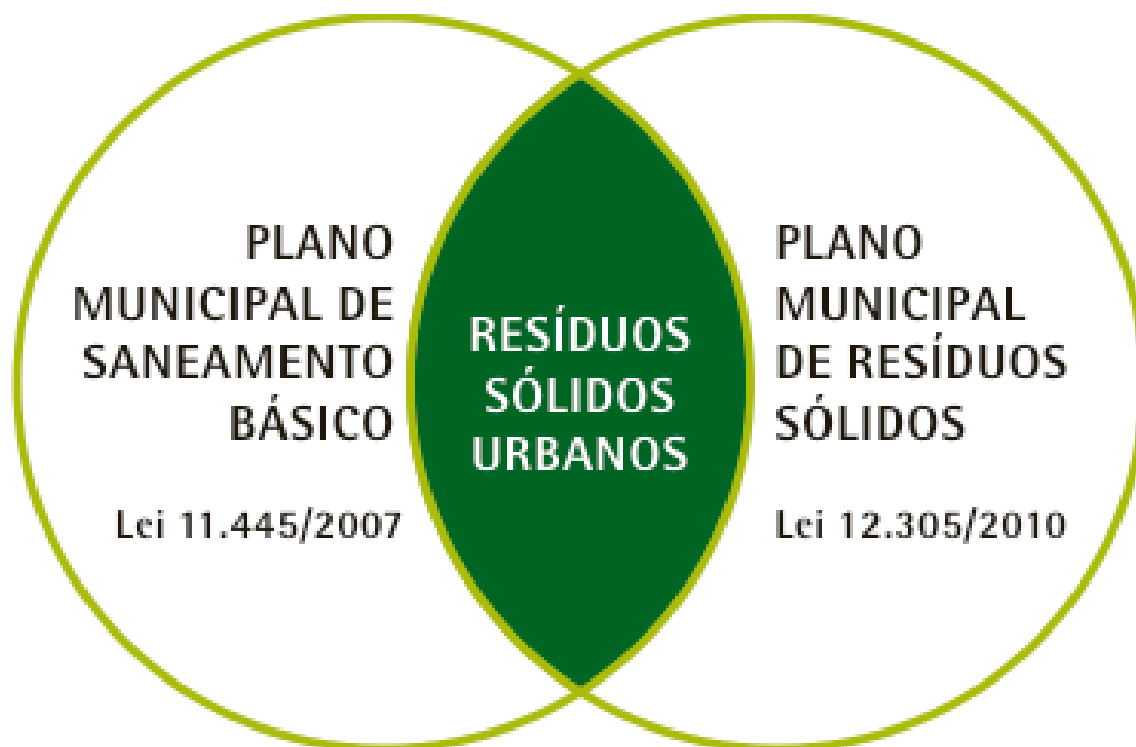 PLANO
MUNICIPAL DE
SANEAMENTO
BÁSICO
Lei 11.445/2007
RESÍDUOS
SÓLIDOS
URBANOS
PLANO
MUNICIPAL
DE RESÍDUOS
SÓLIDOS
Lei 12.305/2010